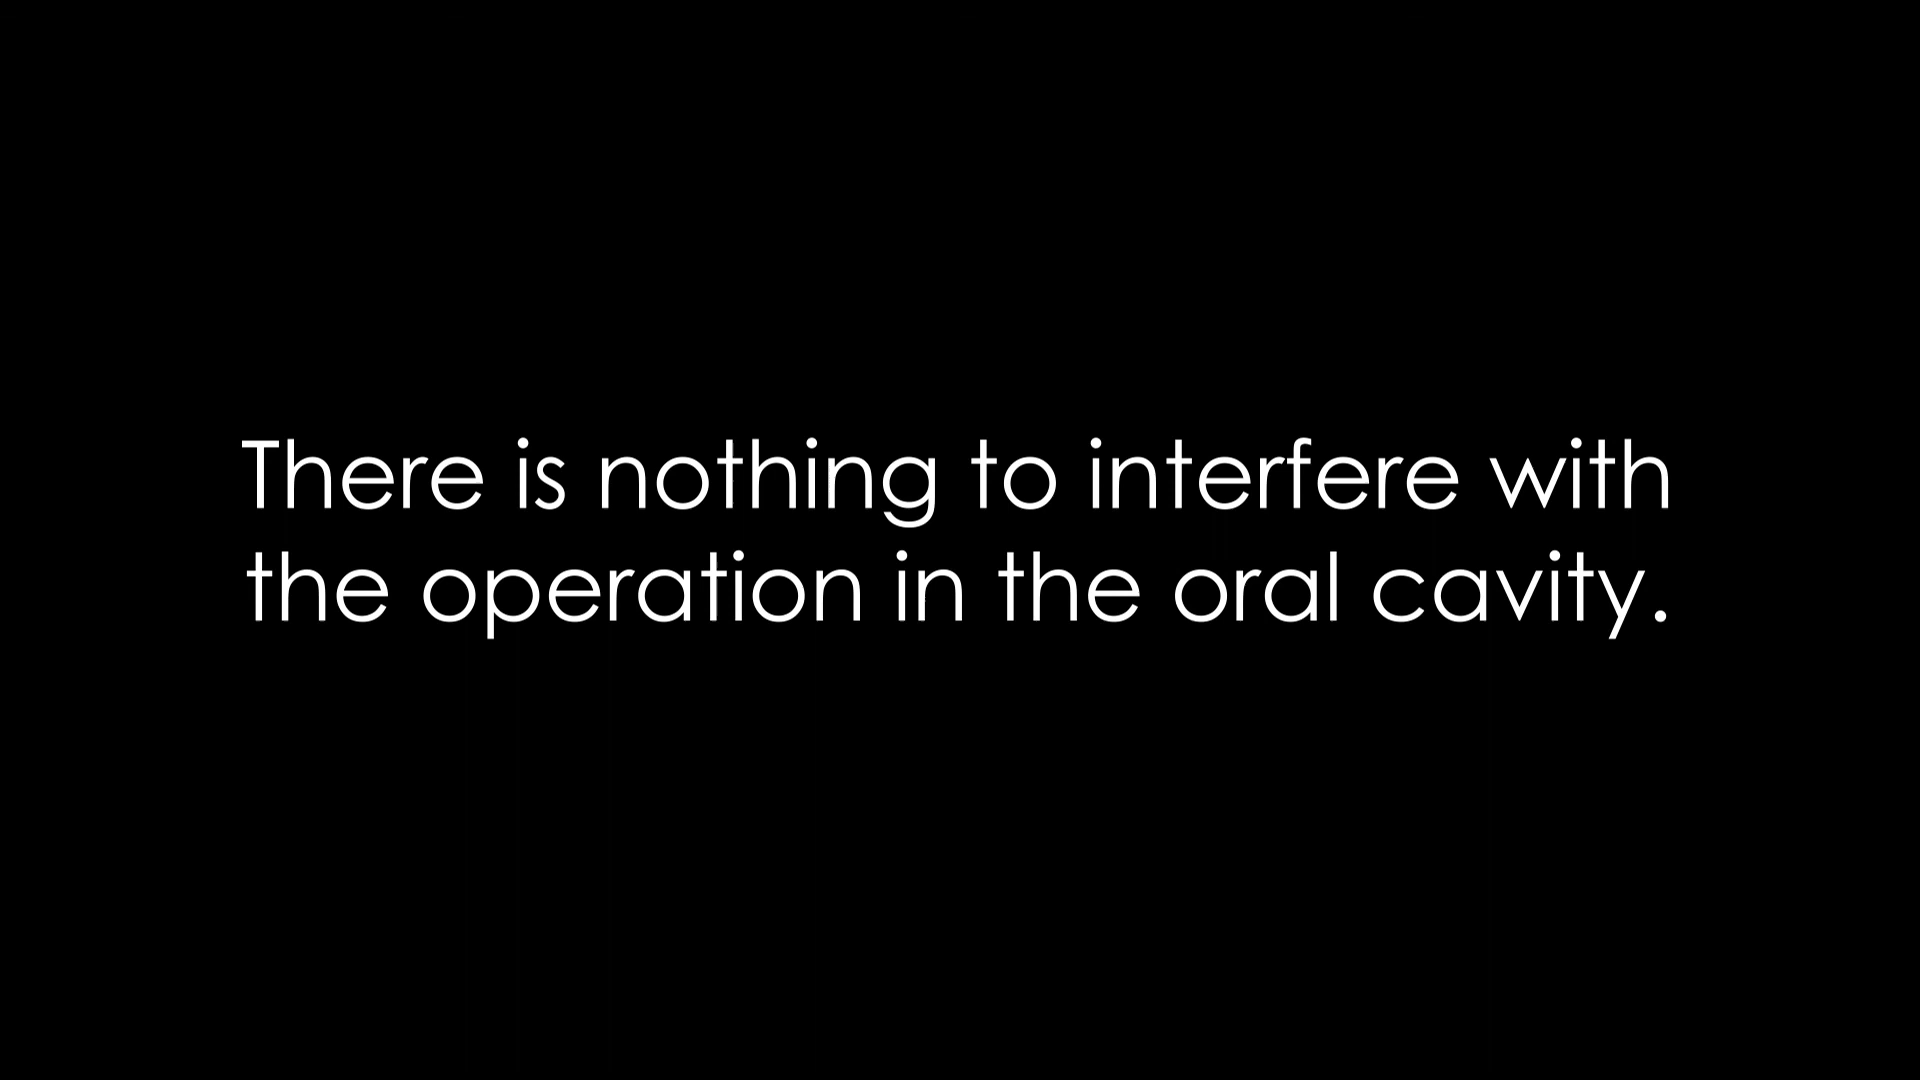 There is nothing to interfere with
the operation in the oral cavity.